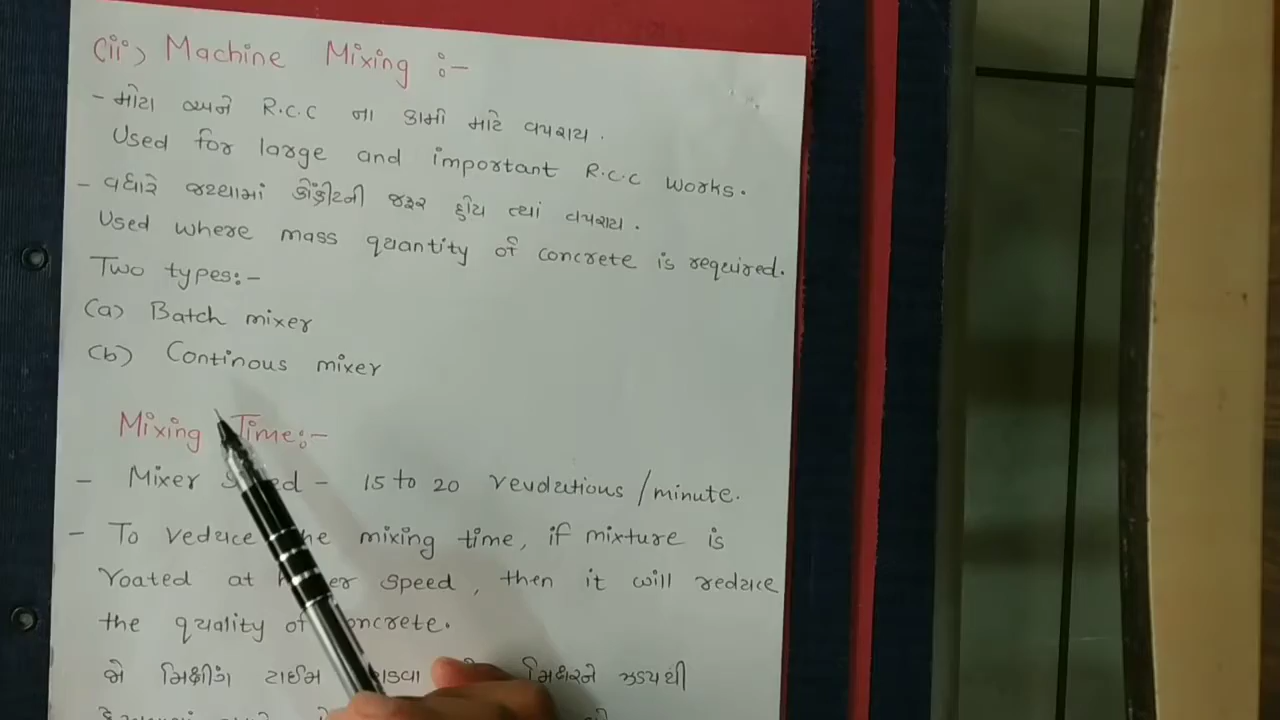 (ii) Machine Mixing :-
- મોટા અને R.C.C ના કામો માટે વપરાય.
Used for large and important R.C.C works.
- વધારે જથ્થામાં કોંક્રીટની જરૂર હોય ત્યાં વપરાય.
Used where mass quantity of concrete is required.
Two types:-
(a) Batch mixer
(b) Continous mixer
Mixing Time:-
- Mixer - 15 to 20 revolutions /minute.
- To reduce mixing time, if mixture is
roated at speed, then it will reduce
the quality of concrete.
જો મિક્ષીંગ ટાઈમ મિક્ષરને ઝડપથી